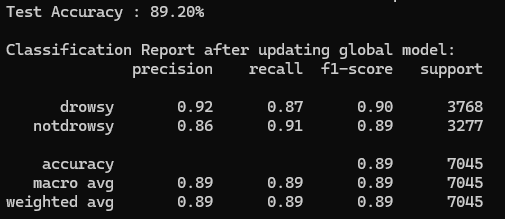 Test Accuracy : 89.20%
Classification Report after updating global model:
precision recall f1-score support
drowsy 0.92 0.87 0.90 3768
notdrowsy 0.86 0.91 0.89 3277
accuracy 0.89 7045
macro avg 0.89 0.89 0.89 7045
weighted avg 0.89 0.89 0.89 7045